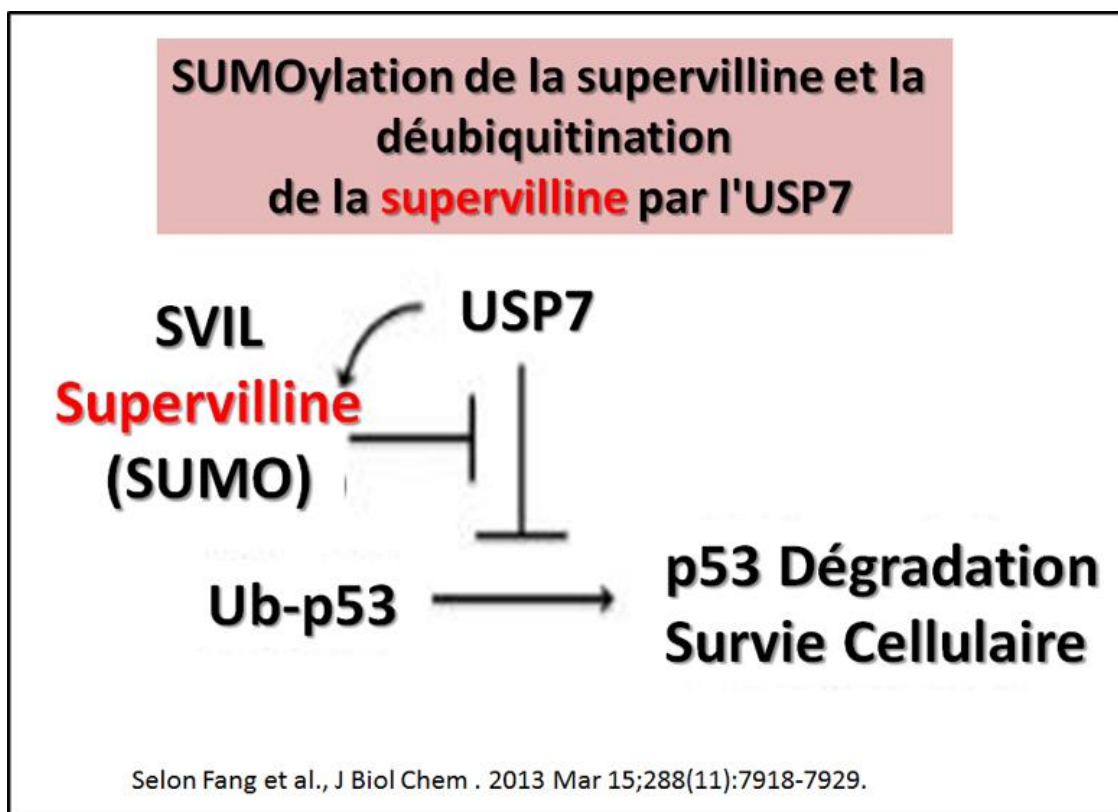 SUMOylation de la supervilline et la
déubiquitination
de la supervilline par l'USP7
SVIL
USP7
Supervilline
(SUMO)
Ub-p53
p53 Dégradation
Survie Cellulaire
Selon Fang et al., J Biol Chem . 2013 Mar 15;288(11):7918-7929.